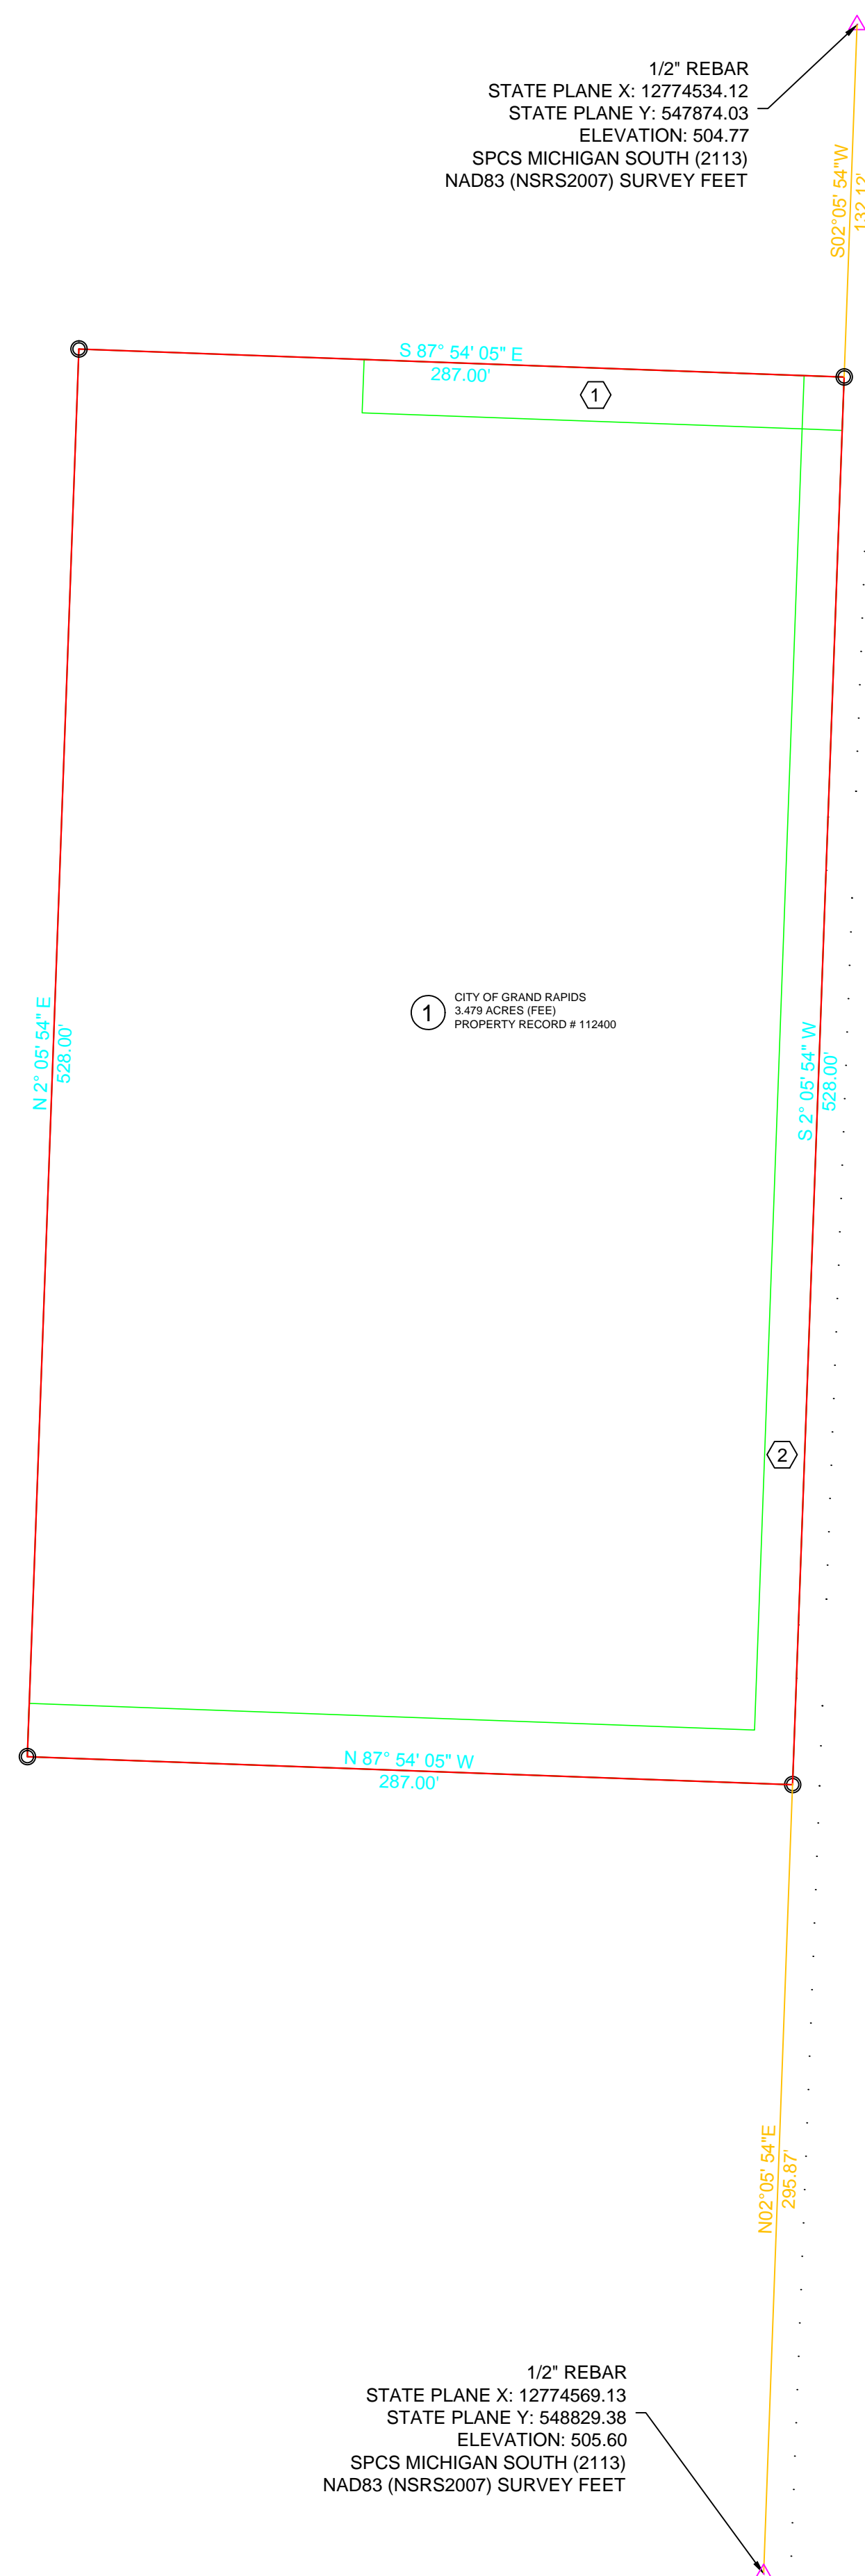 1/2" REBAR
STATE PLANE X: 12774534.12
STATE PLANE Y: 547874.03
ELEVATION: 504.77
SPCS MICHIGAN SOUTH (2113)
NAD83 (NSRS2007) SURVEY FEET
S02°05' 54"W
132.12'
S 87° 54' 05" E
287.00'
1
N 2° 05' 54" E
528.00'
1
CITY OF GRAND RAPIDS
3.479 ACRES (FEE)
PROPERTY RECORD # 112400
S 2° 05' 54" W
528.00'
2
N 87° 54' 05" W
287.00'
N02°05' 54"E
295.87'
1/2" REBAR
STATE PLANE X: 12774569.13
STATE PLANE Y: 548829.38
ELEVATION: 505.60
SPCS MICHIGAN SOUTH (2113)
NAD83 (NSRS2007) SURVEY FEET